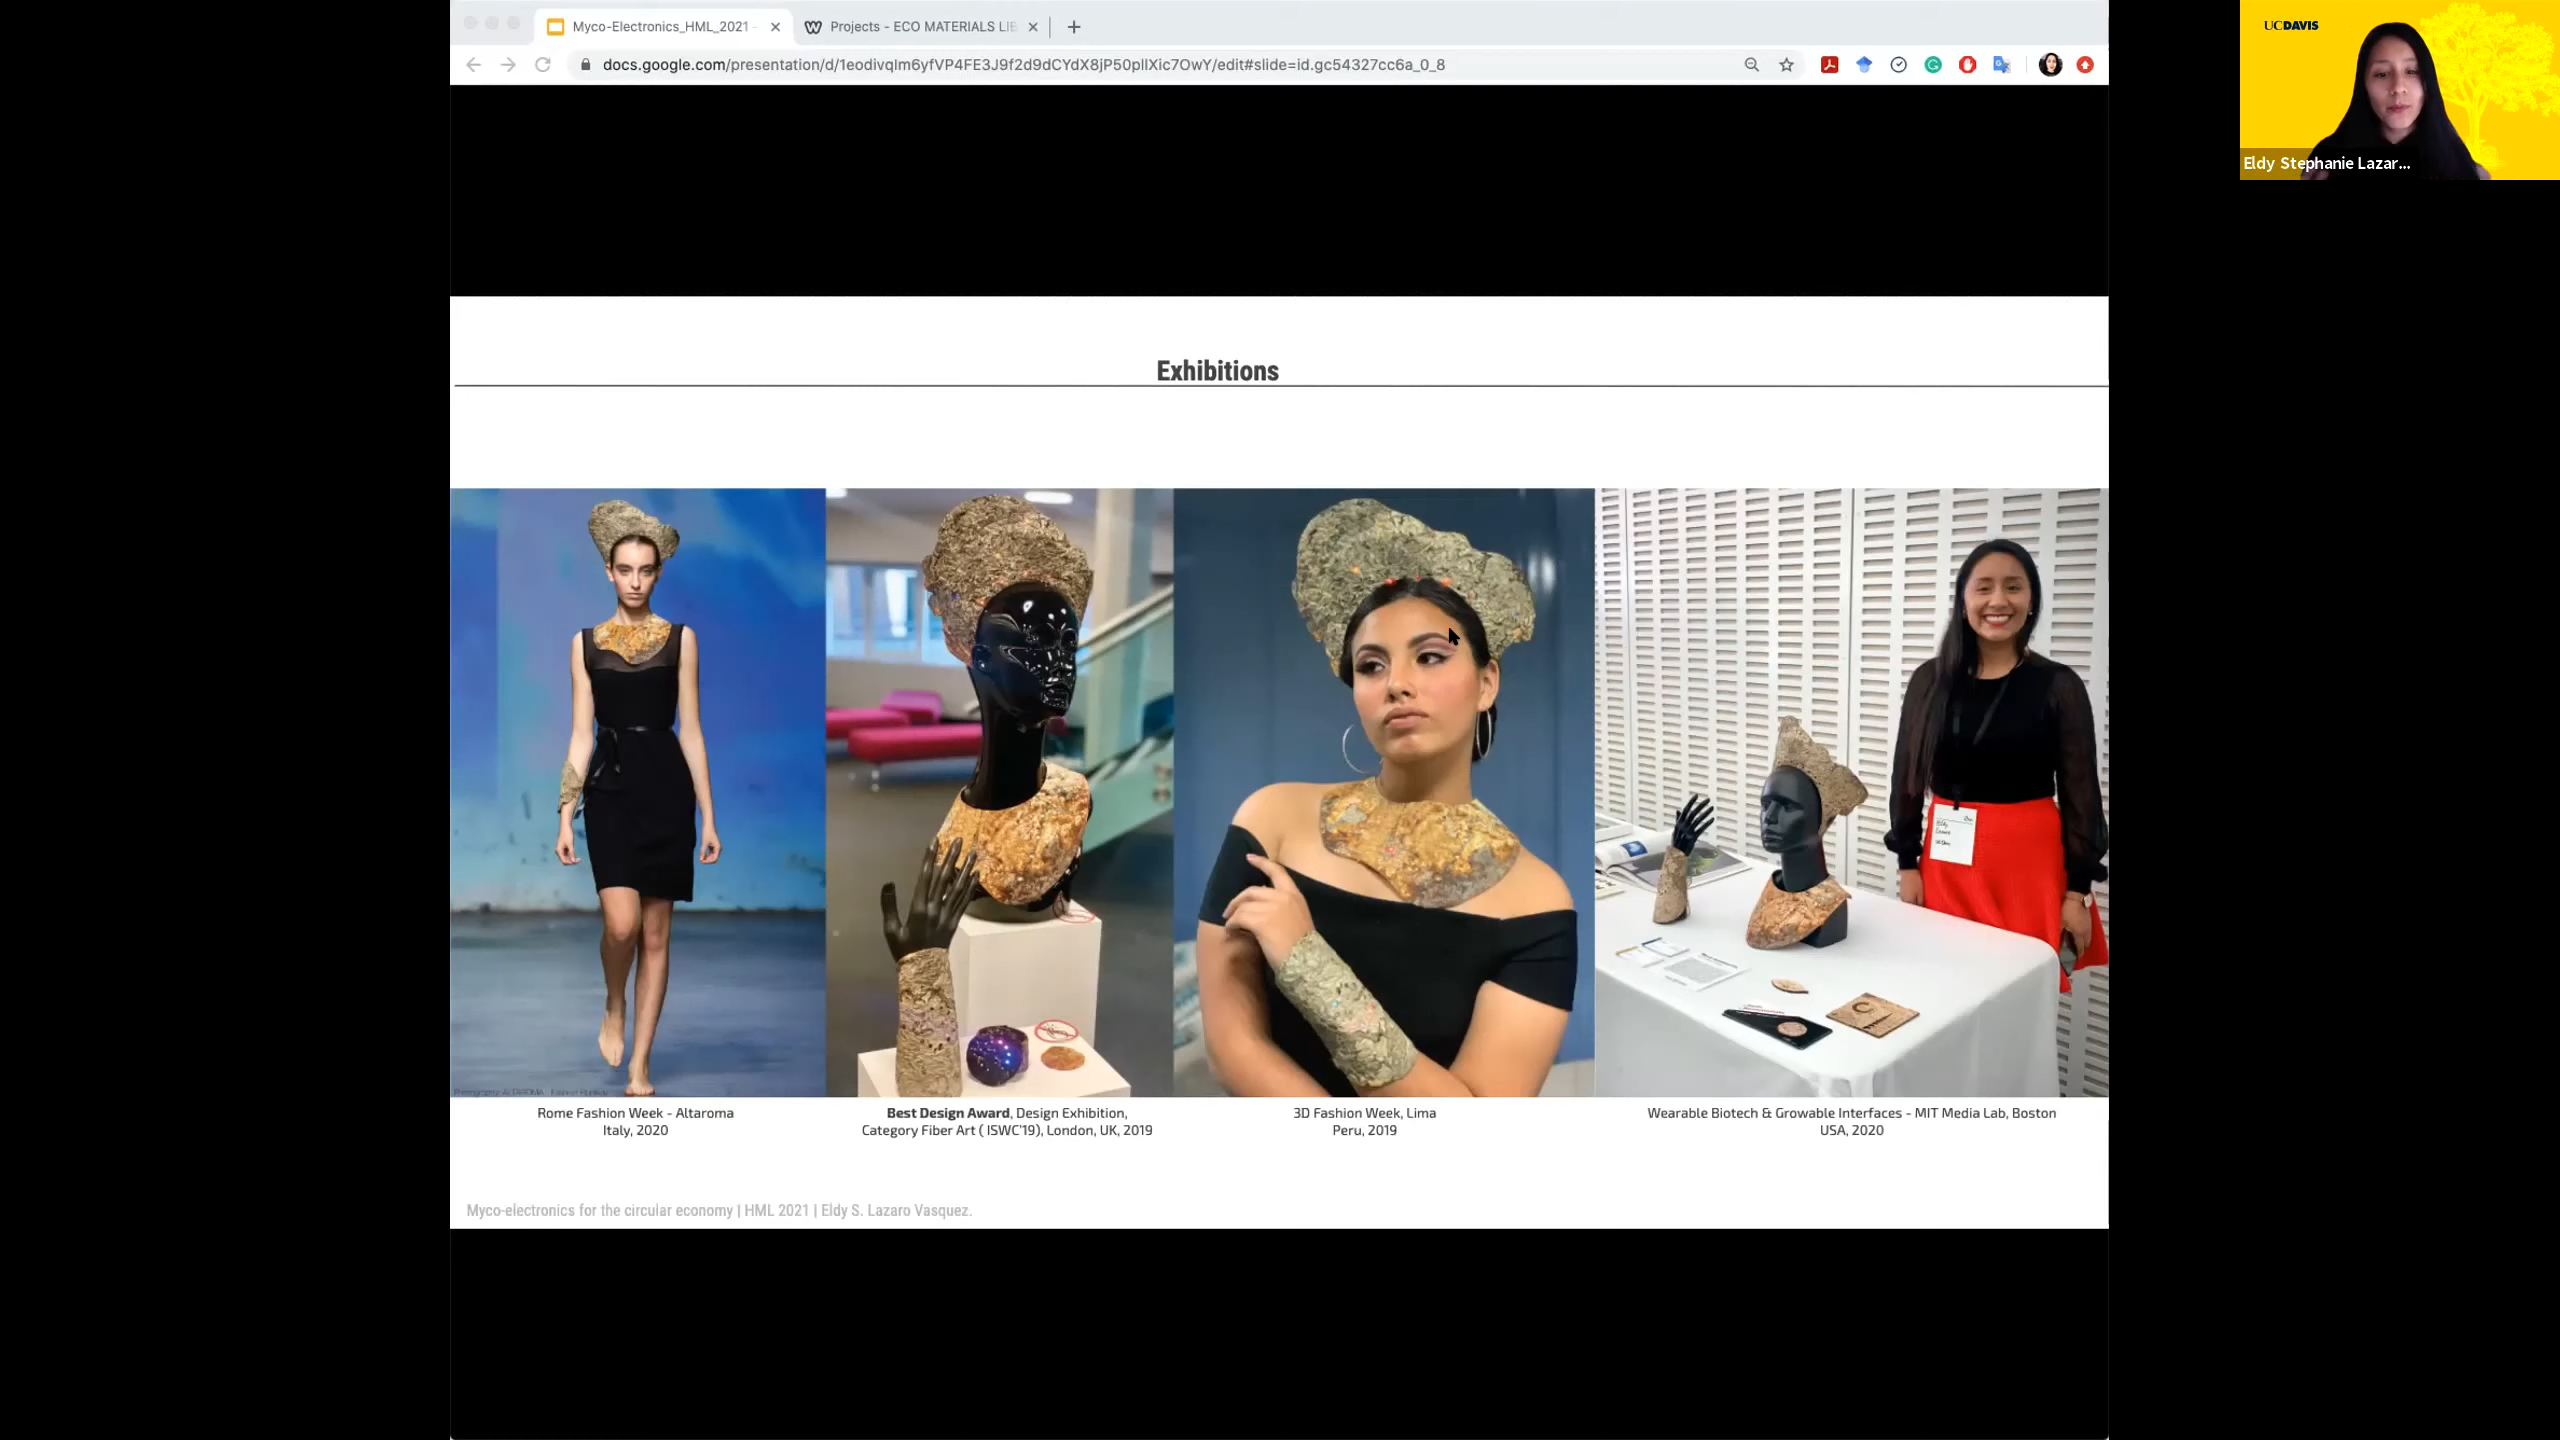 Myco-Electronics_HML_2021 -
Projects - ECO MATERIALS LIB
docs.google.com/presentation/d/1eodivqlm6yfVP4FE3J9f2d9dCYdX8jP50pllXic7OwY/edit#slide=id.gc54327cc6a_0_8
UCDAVIS
Eldy Stephanie Lazar...
Exhibitions
Rome Fashion Week - Altaroma
Italy, 2020
Best Design Award, Design Exhibition,
Category Fiber Art ( ISWC'19), London, UK, 2019
3D Fashion Week, Lima
Peru, 2019
Wearable Biotech & Growable Interfaces - MIT Media Lab, Boston
USA, 2020
Myco-electronics for the circular economy | HML 2021 | Eldy S. Lazaro Vasquez.